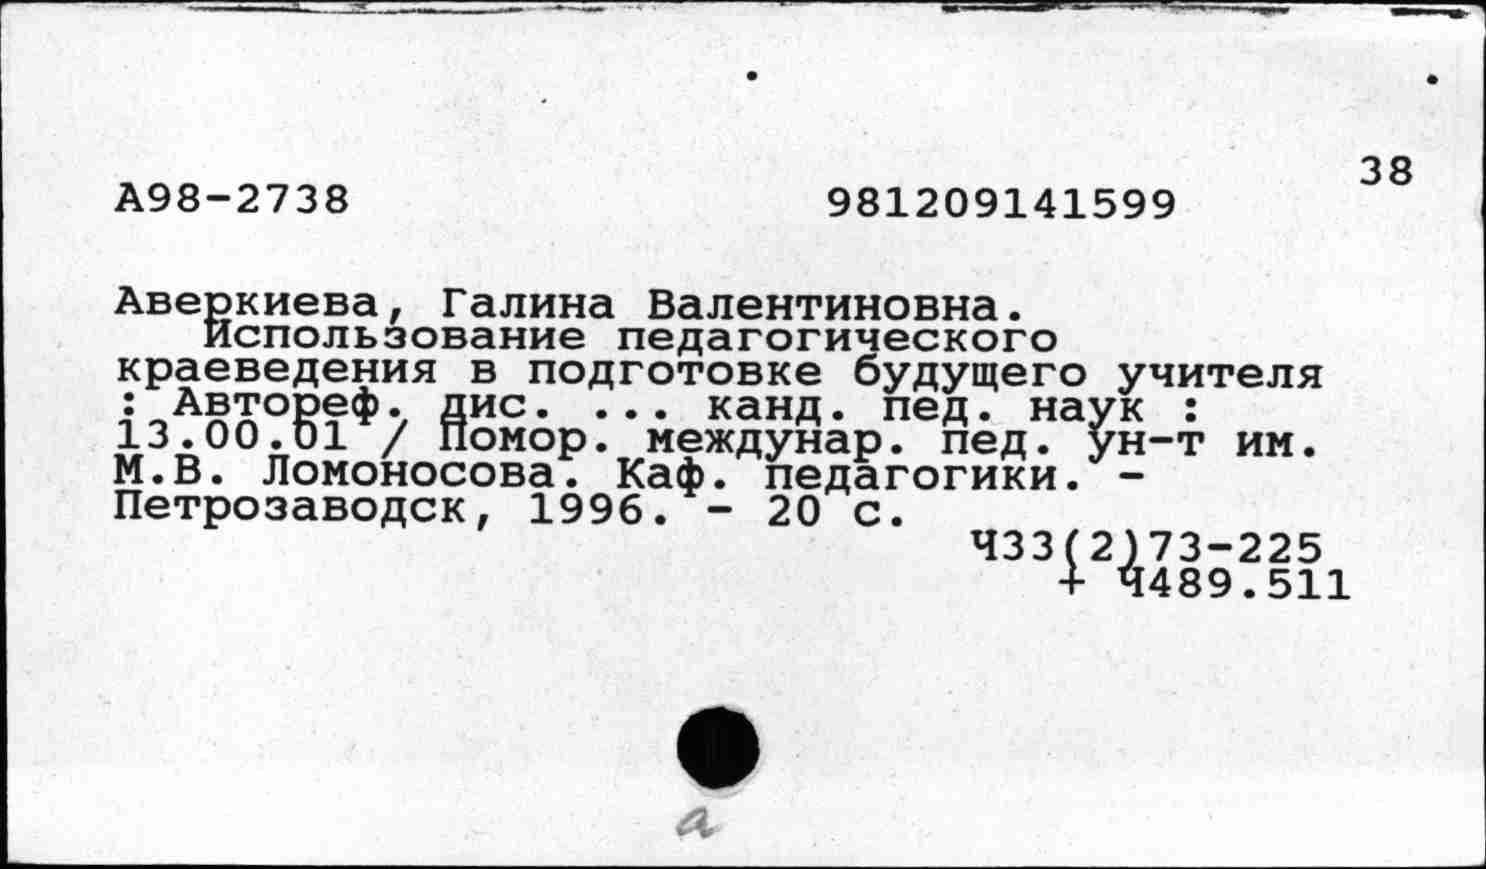 38
А98-2738 981209141599
Аверкиева, Галина Валентиновна.
Использование педагогического
краеведения в подготовке будущего учителя
: Автореф. дис. ... канд. пед. наук :
13.00.01 / Помор. междунар. пед. ун-т им.
М.В. Ломоносова. Каф. педагогики. -
Петрозаводск, 1996. - 20 с.
Ч33(2)73-225
+ Ч489.511
а